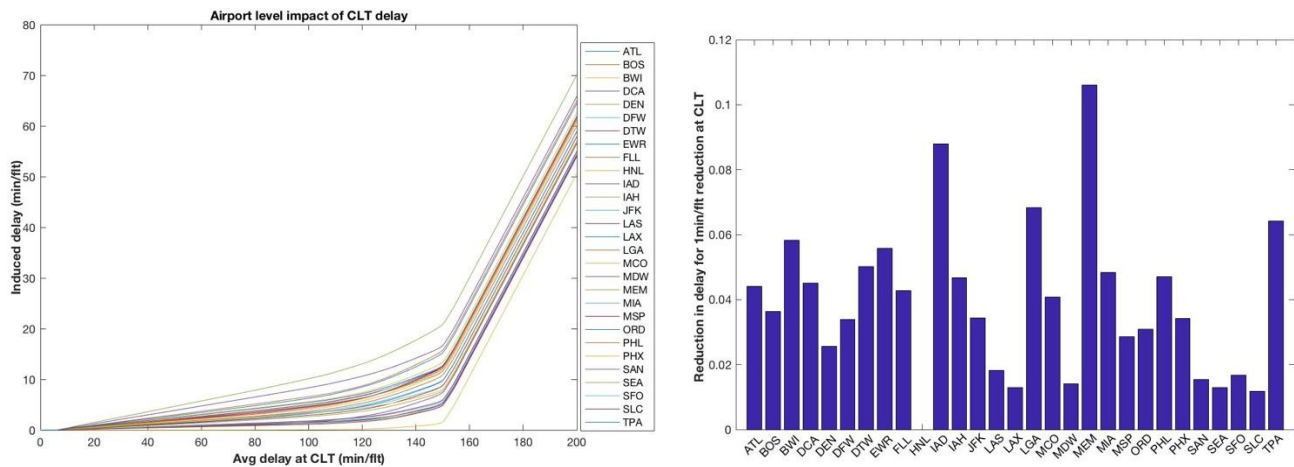 Airport level impact of CLT delay
80
70
60
50
40
30
20
10
0
Induced delay (min/flt)
0 20 40 60 80 100 120 140 160 180 200
Avg delay at CLT (min/flt)
ATL
BOS
BWI
DCA
DEN
DFW
DTW
EWR
FLL
HNL
IAD
IAH
JFK
LAS
LAX
LGA
MCO
MDW
MEM
MIA
MSP
ORD
PHL
PHX
SAN
SEA
SFO
SLC
TPA
0.12
0.1
0.08
0.06
0.04
0.02
0
Reduction in delay for 1min/flt reduction at CLT
ATL BOS BWI DCA DEN DFW DTW EWR FLL HNL IAD IAH JFK LAS LAX LGA MCO MDW MEM MIA MSP ORD PHL PHX SAN SEA SFO SLC TPA